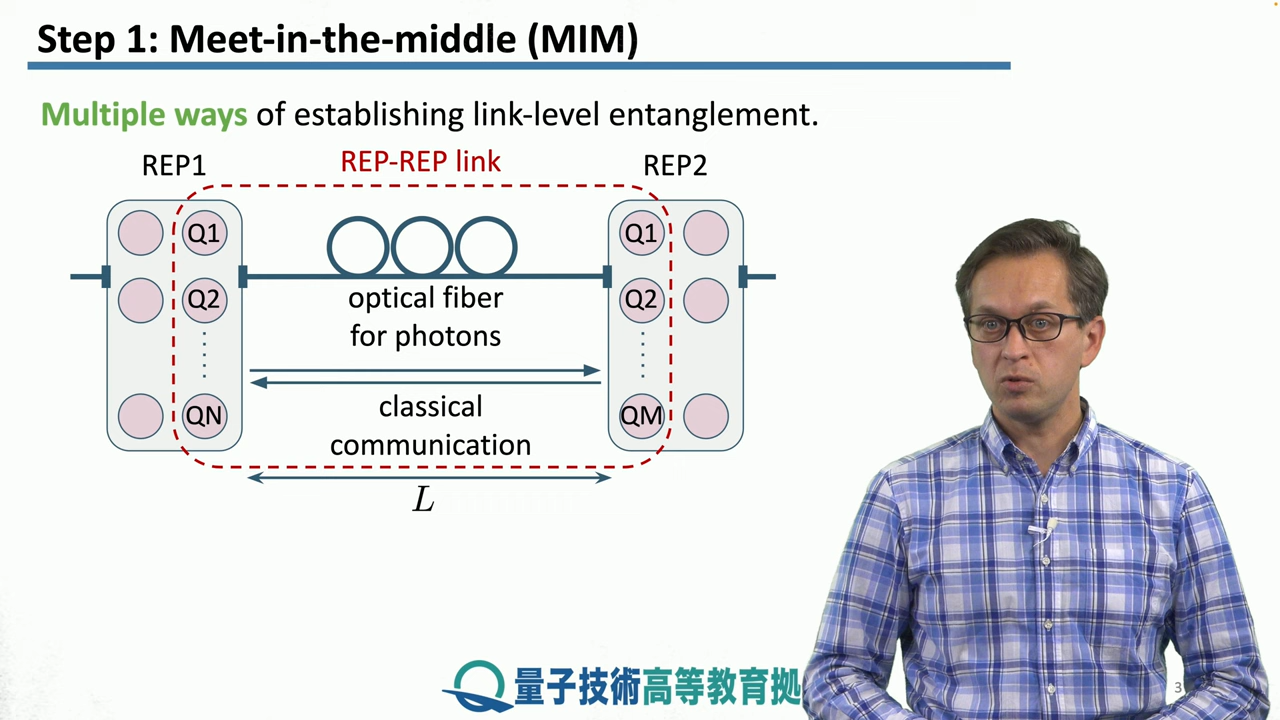 Step 1: Meet-in-the-middle (MIM)
Multiple ways of establishing link-level entanglement.
REP1
REP-REP link
REP2
Q1
Q2
QN
optical fiber
for photons
classical
communication
L
Q1
Q2
QM
量子技術高等教育拠
3